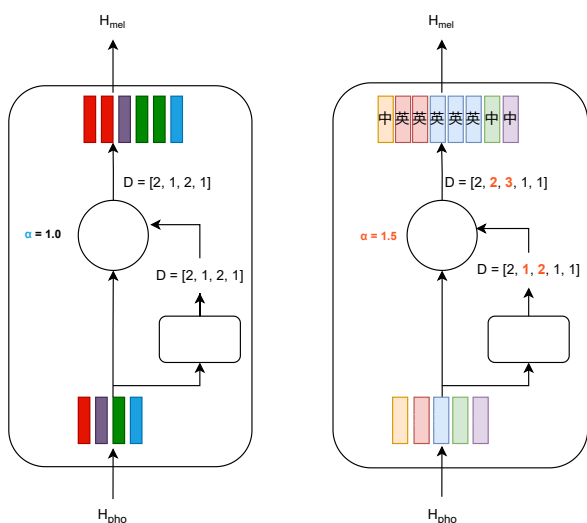 H_mel
D = [2, 1, 2, 1]
α = 1.0
D = [2, 1, 2, 1]
H_pho
H_mel
中 英 英 英 英 英 中 中
D = [2, 2, 3, 1, 1]
α = 1.5
D = [2, 1, 2, 1, 1]
H_pho